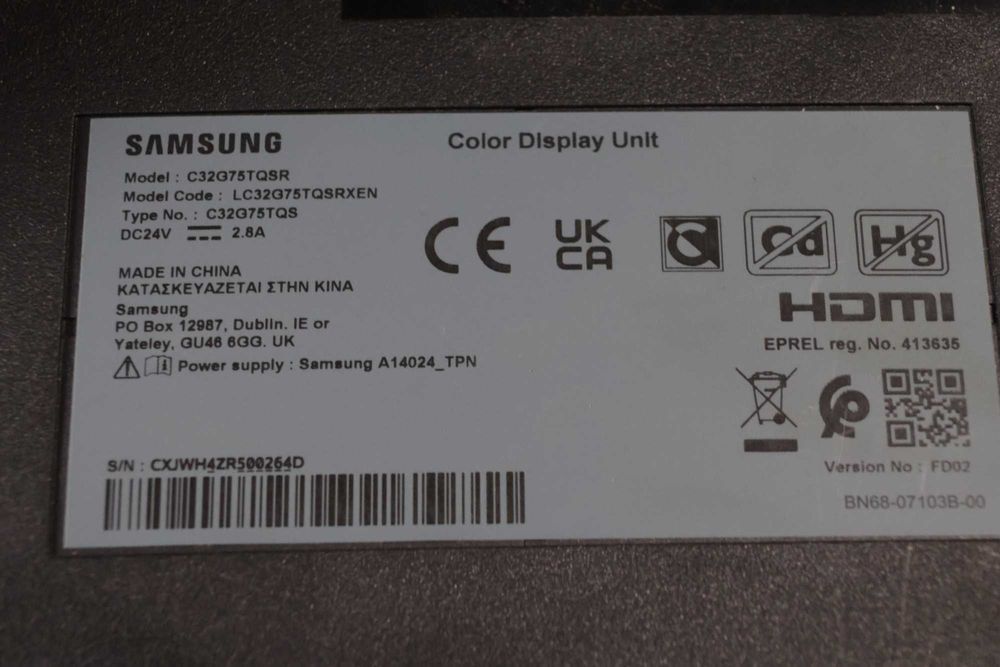 SAMSUNG
Color Display Unit
Model : C32G75TQSR
Model Code : LC32G75TQSRXEN
Type No. : C32G75TQS
DC24V 2.8A
CE
UK
CA
Cd
Hg
MADE IN CHINA
ΚΑΤΑΣΚΕΥΑΖΕΤΑΙ ΣΤΗΝ ΚΙΝΑ
HDMI
Samsung
PO Box 12987, Dublin. IE or
Yateley, GU46 6GG. UK
EPREL reg. No. 413635
Power supply : Samsung A14024_TPN
S/N : CXJWH4ZR500264D
Version No : FD02
BN68-07103B-00